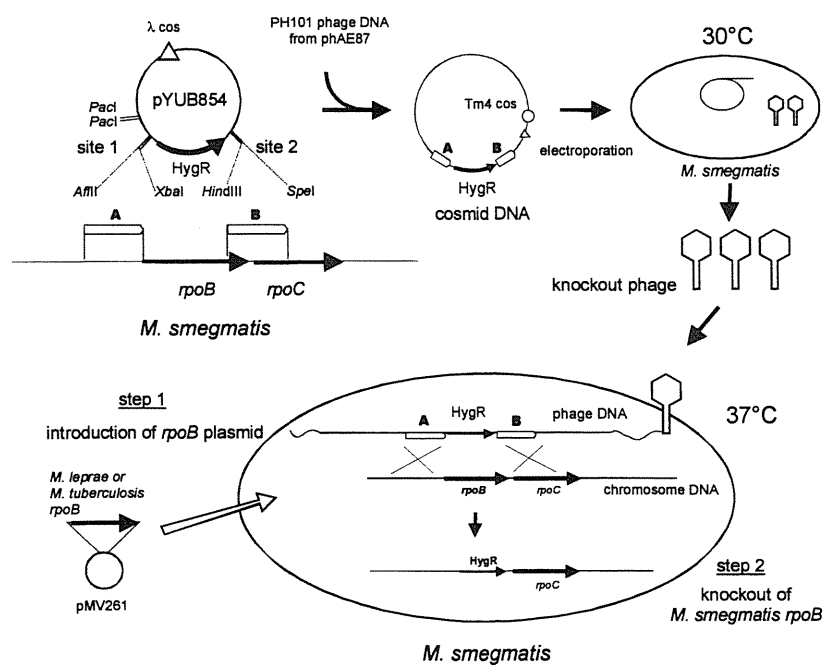 λ cos
pYUB854
PacI
PacI
site 1
HygR
site 2
AflII
XbaI
HindIII
SpeI
A
B
rpoB
rpoC
M. smegmatis
PH101 phage DNA
from phAE87
Tm4 cos
A
B
HygR
cosmid DNA
electroporation
30°C
M. smegmatis
knockout phage
37°C
step 1
introduction of rpoB plasmid
M. leprae or
M. tuberculosis
rpoB
pMV261
A
HygR
B
phage DNA
rpoB
rpoC
chromosome DNA
HygR
rpoC
step 2
knockout of
M. smegmatis rpoB
M. smegmatis